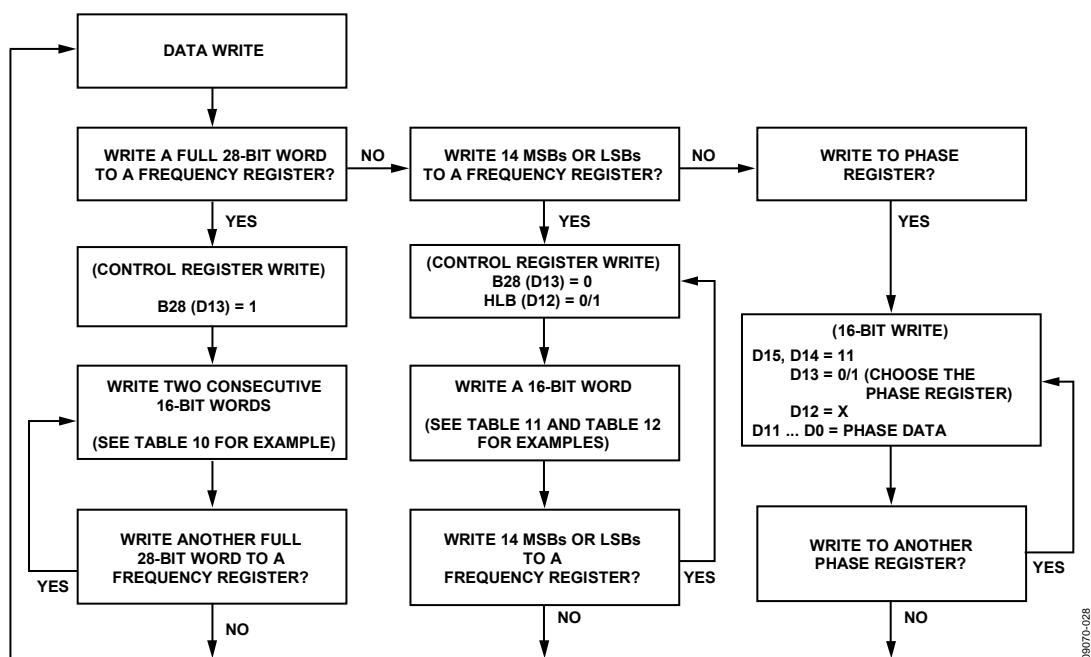 DATA WRITE
WRITE A FULL 28-BIT WORD
TO A FREQUENCY REGISTER?
NO
WRITE 14 MSBs OR LSBs
TO A FREQUENCY REGISTER?
NO
WRITE TO PHASE
REGISTER?
YES
YES
YES
(CONTROL REGISTER WRITE)
B28 (D13) = 1
(CONTROL REGISTER WRITE)
B28 (D13) = 0
HLB (D12) = 0/1
(16-BIT WRITE)
D15, D14 = 11
D13 = 0/1 (CHOOSE THE
PHASE REGISTER)
D12 = X
D11 ... D0 = PHASE DATA
WRITE TWO CONSECUTIVE
16-BIT WORDS
(SEE TABLE 10 FOR EXAMPLE)
WRITE A 16-BIT WORD
(SEE TABLE 11 AND TABLE 12
FOR EXAMPLES)
WRITE ANOTHER FULL
28-BIT WORD TO A
FREQUENCY REGISTER?
YES
WRITE 14 MSBs OR LSBs
TO A
FREQUENCY REGISTER?
YES
WRITE TO ANOTHER
PHASE REGISTER?
YES
NO
NO
NO
09070-028